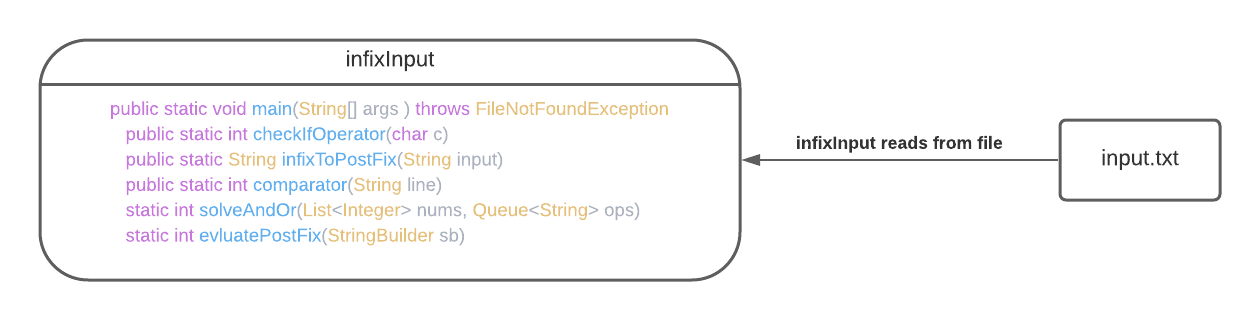 infixInput
public static void main(String[] args ) throws FileNotFoundException
public static int checkIfOperator(char c)
public static String infixToPostFix(String input)
public static int comparator(String line)
static int solveAndOr(List<Integer> nums, Queue<String> ops)
static int evluatePostFix(StringBuilder sb)
infixInput reads from file
input.txt